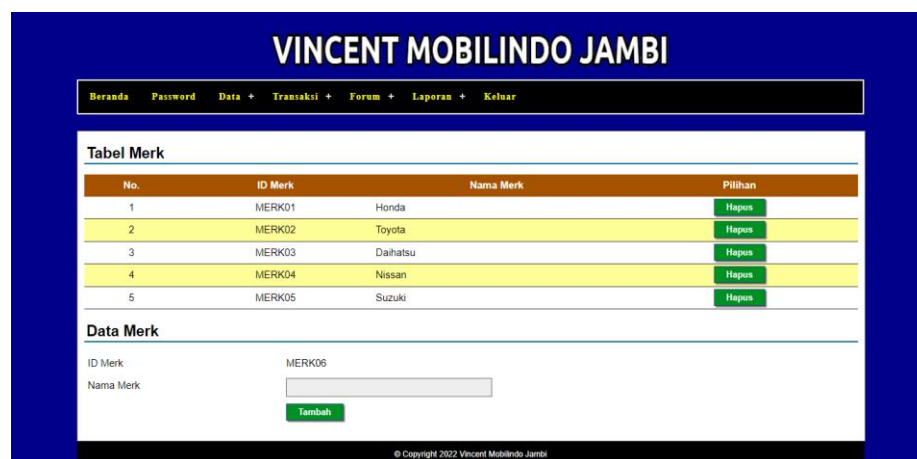 VINCENT MOBILINDO JAMBI
Beranda Password Data + Transaksi + Forum + Laporan + Keluar
Tabel Merk
No. ID Merk Nama Merk Pilihan
1 MERK01 Honda Hapus
2 MERK02 Toyota Hapus
3 MERK03 Daihatsu Hapus
4 MERK04 Nissan Hapus
5 MERK05 Suzuki Hapus
Data Merk
ID Merk MERK06
Nama Merk
Tambah
© Copyright 2022 Vincent Mobilindo Jambi